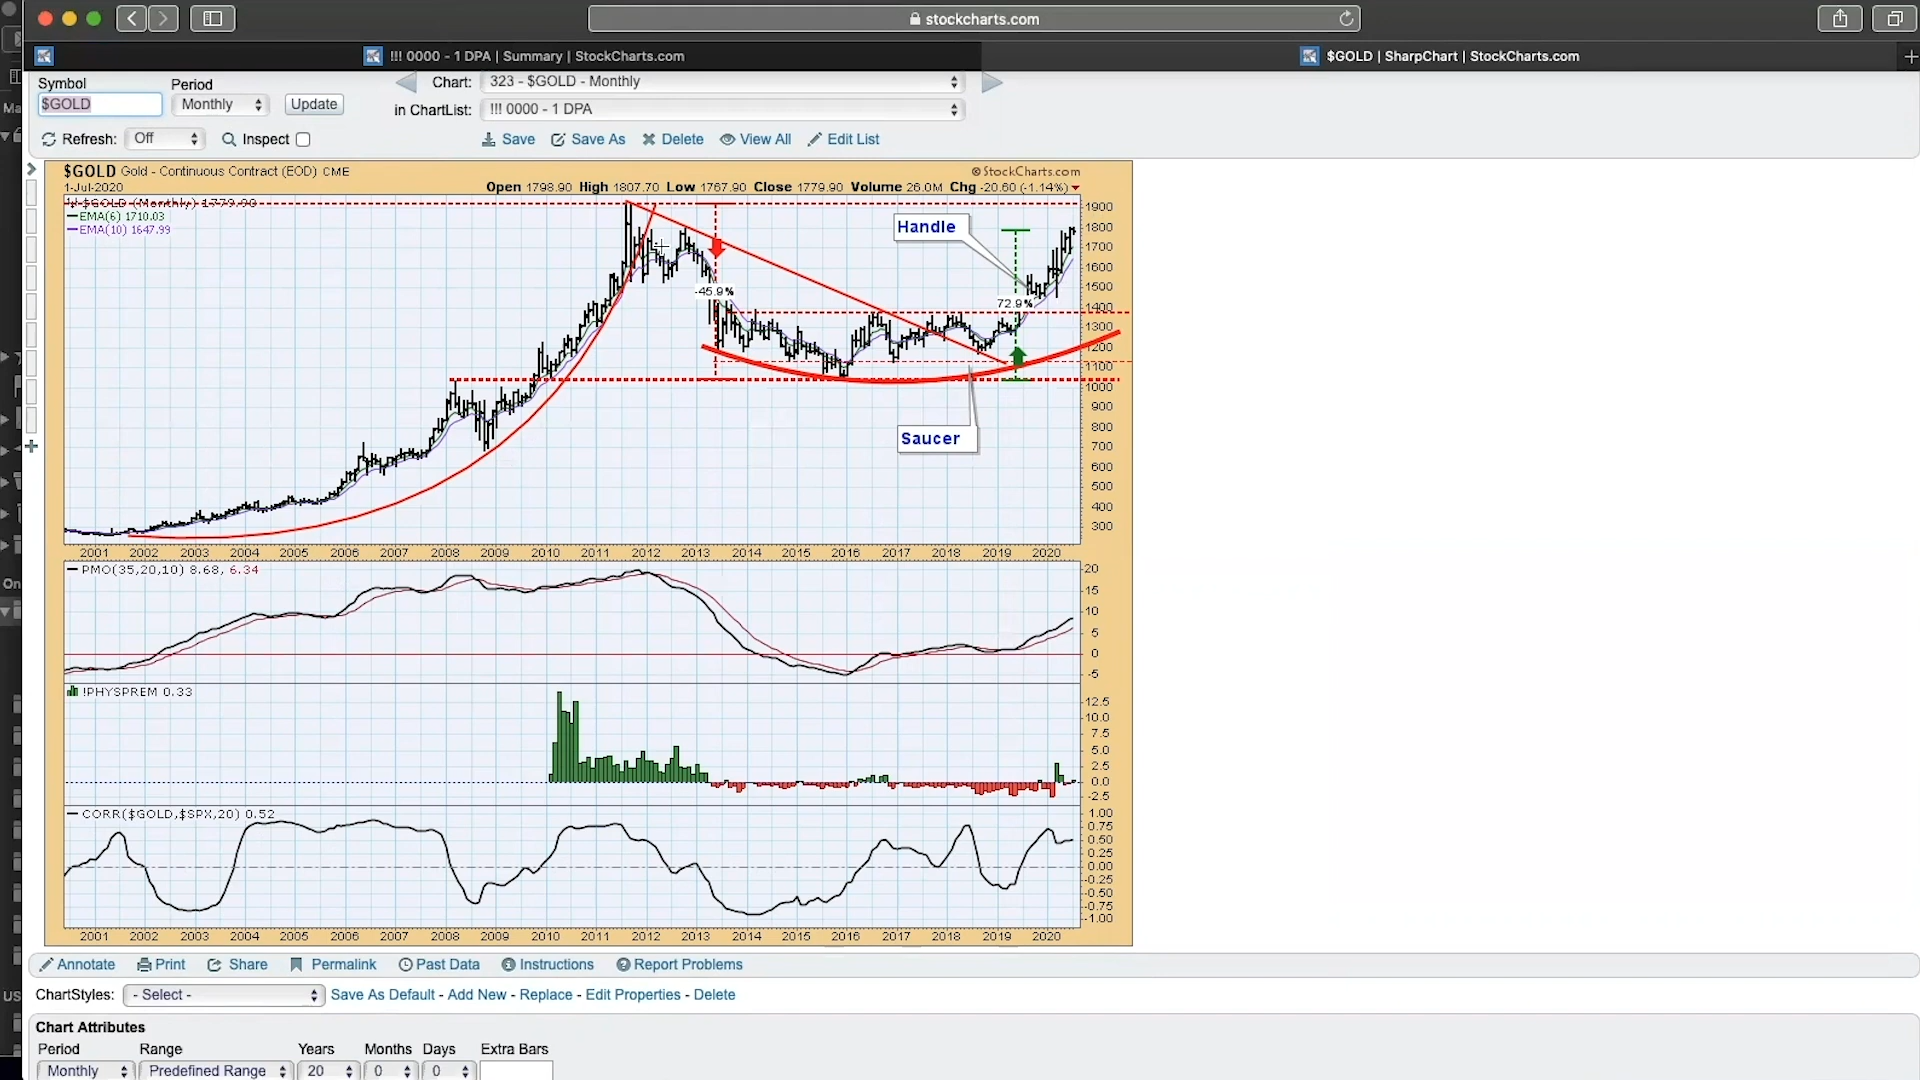 stockcharts.com
!!! 0000 - 1 DPA | Summary | StockCharts.com
$GOLD | SharpChart | StockCharts.com
Symbol
Period
$GOLD
Monthly
Update
Chart:
323 - $GOLD - Monthly
in ChartList:
!!! 0000 - 1 DPA
Refresh: Off
Inspect
Save
Save As
Delete
View All
Edit List
$GOLD Gold - Continuous Contract (EOD) CME
© StockCharts.com
1-Jul-2020
Open 1798.90 High 1807.70 Low 1767.90 Close 1779.90 Volume 26.0M Chg -20.60 (-1.14%)
$GOLD (Monthly) 1779.90
EMA(6) 1710.03
EMA(10) 1647.99
Handle
-45.9%
72.9%
Saucer
1900
1800
1700
1600
1500
1400
1300
1200
1100
1000
900
800
700
600
500
400
300
2001 2002 2003 2004 2005 2006 2007 2008 2009 2010 2011 2012 2013 2014 2015 2016 2017 2018 2019 2020
PMO(35,20,10) 8.68, 6.34
20
15
10
5
0
-5
!PHYSPREM 0.33
12.5
10.0
7.5
5.0
2.5
0.0
-2.5
CORR($GOLD,$SPX,20) 0.52
1.00
0.75
0.50
0.25
0.00
-0.25
-0.50
-0.75
-1.00
2001 2002 2003 2004 2005 2006 2007 2008 2009 2010 2011 2012 2013 2014 2015 2016 2017 2018 2019 2020
Annotate
Print
Share
Permalink
Past Data
Instructions
Report Problems
ChartStyles: - Select - Save As Default - Add New - Replace - Edit Properties - Delete
Chart Attributes
Period Range Years Months Days Extra Bars
Monthly Predefined Range 20 0 0